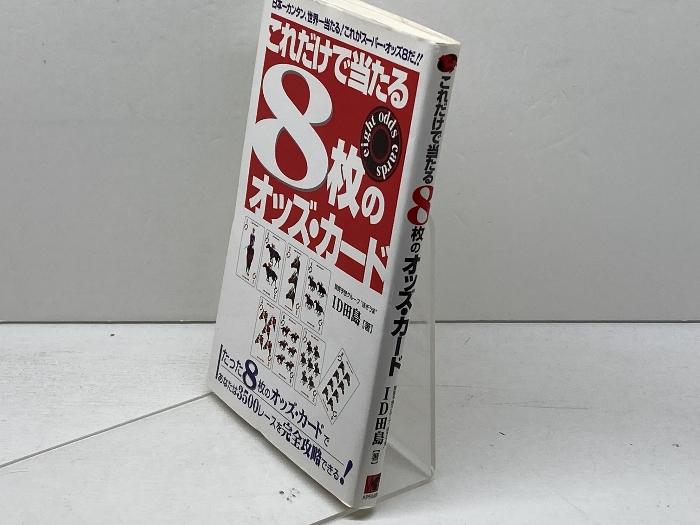 日本一カンタン、世界一当たる!これがスーパー・オッズ8だ!!
これだけで当たる
8枚の
オッズ・カード
eight odds cards
ID田島[著]
たった8枚のオッズ・カードで
あなたは3500レースを完全攻略できる!
これだけで当たる8枚のオッズ・カード
ID田島[著]